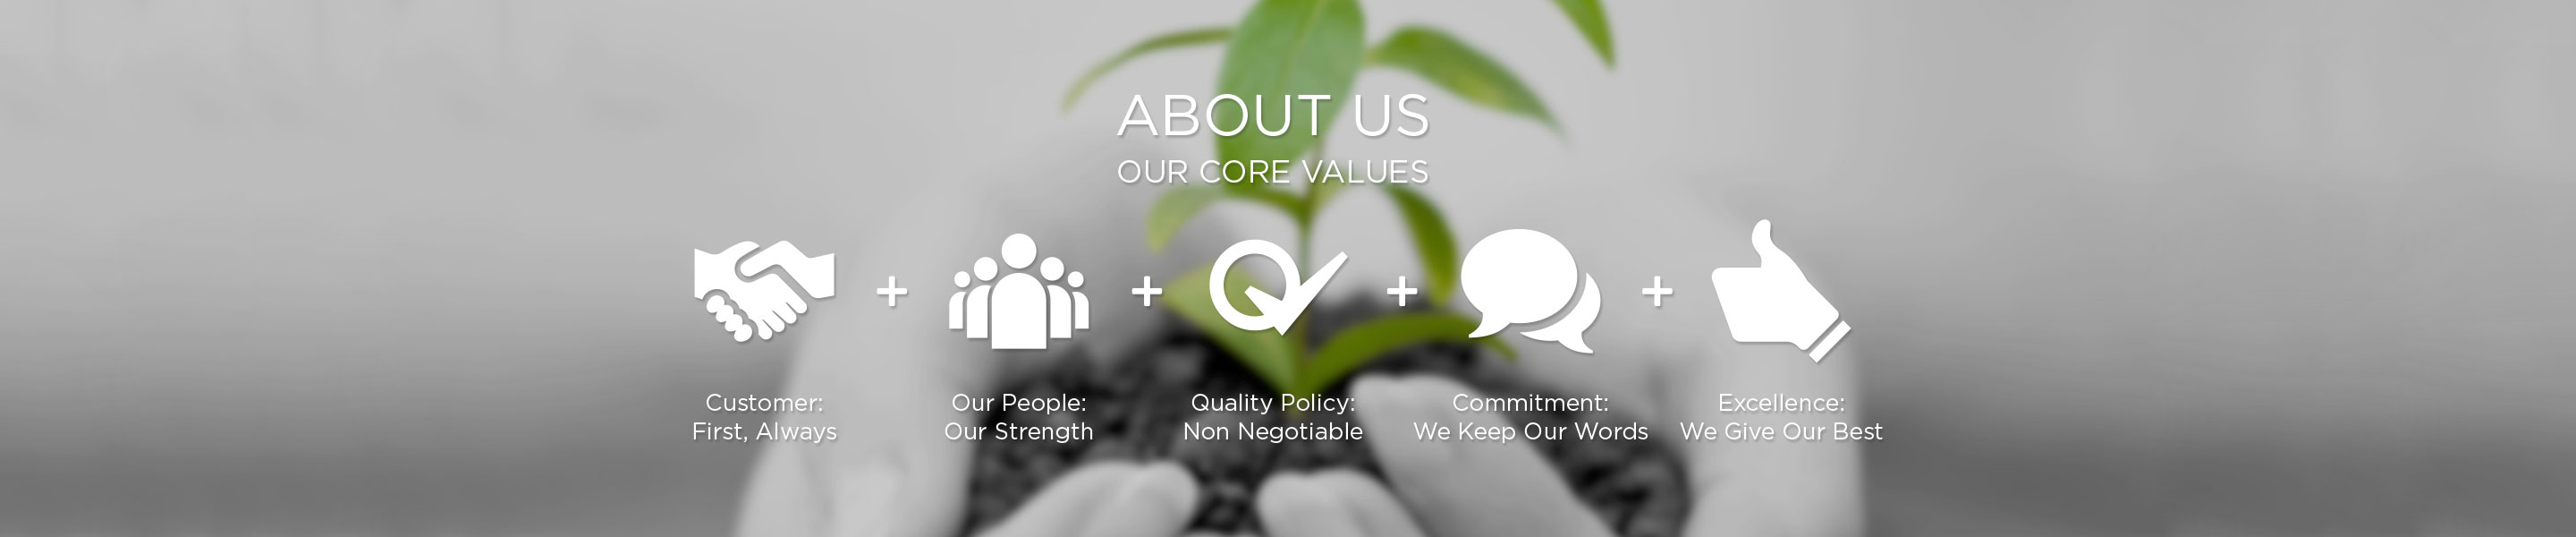 ABOUT US
OUR CORE VALUES
Customer:
First, Always
Our People:
Our Strength
Quality Policy:
Non Negotiable
Commitment:
We Keep Our Words
Excellence:
We Give Our Best